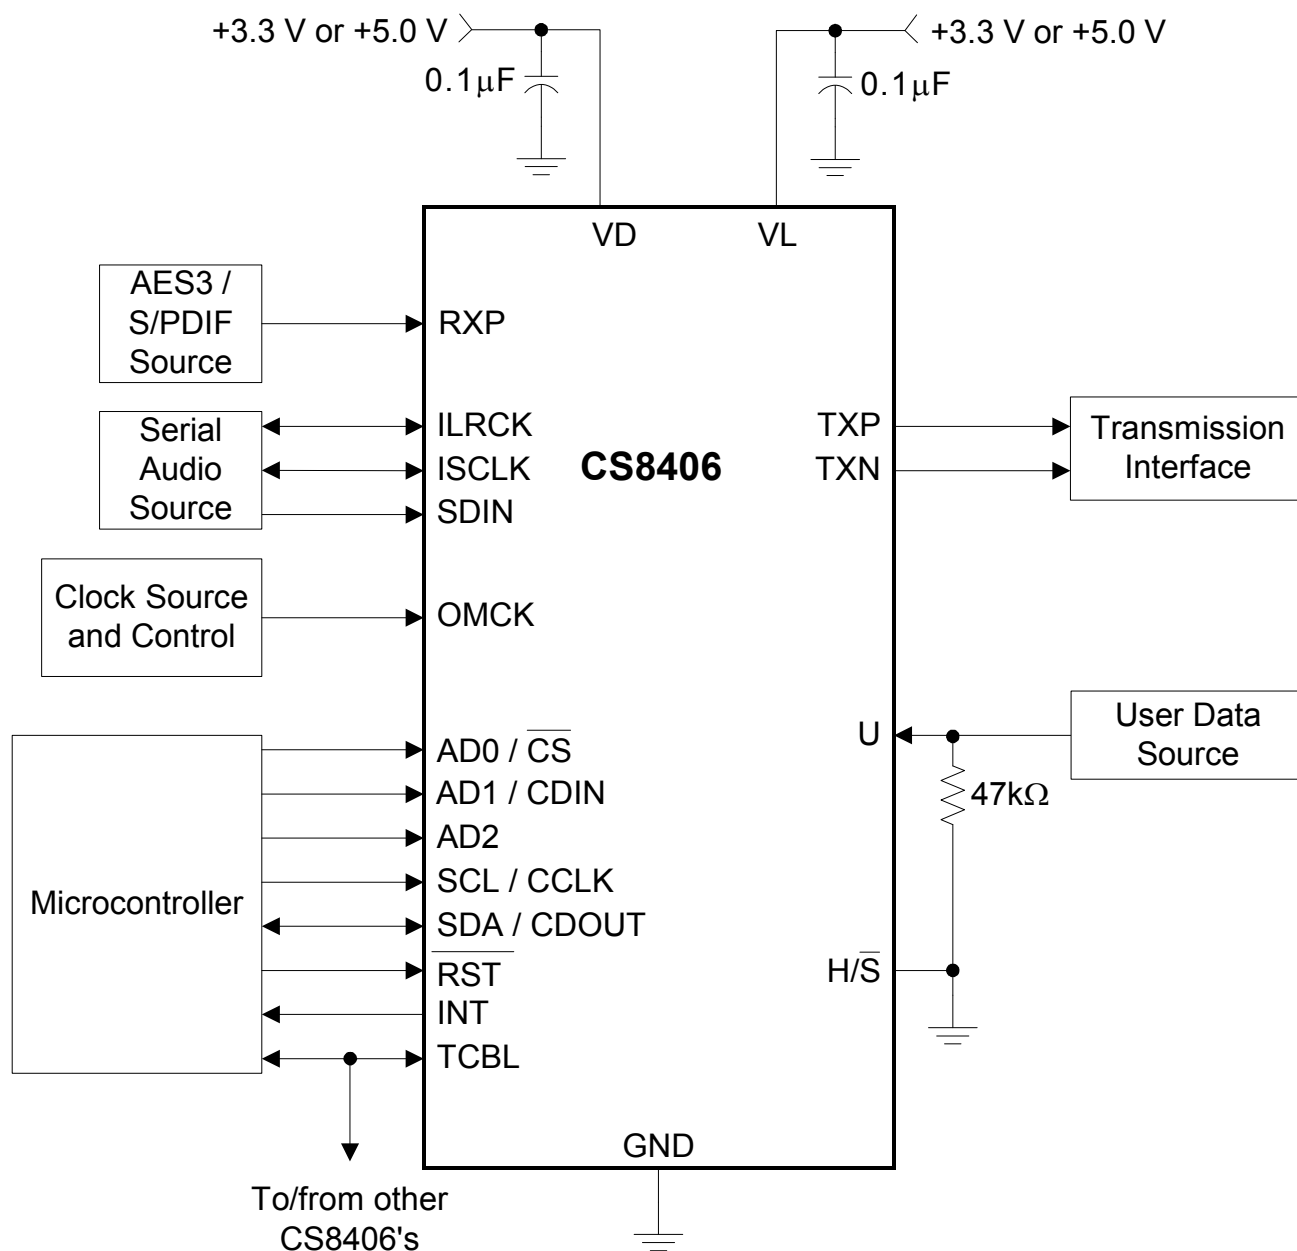 +3.3 V or +5.0 V
+3.3 V or +5.0 V
0.1μF
0.1μF
VD
VL
AES3 /
S/PDIF
Source
RXP
Serial
Audio
Source
ILRCK
ISCLK
SDIN
CS8406
TXP
TXN
Transmission
Interface
Clock Source
and Control
OMCK
U
User Data
Source
47kΩ
Microcontroller
AD0 / C̅S̅
AD1 / CDIN
AD2
SCL / CCLK
SDA / CDOUT
R̅S̅T̅
INT
TCBL
H/S̅
GND
To/from other
CS8406's